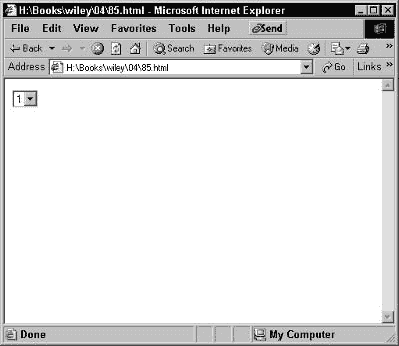 H:\Books\wiley\04\85.html - Microsoft Internet Explorer
File Edit View Favorites Tools Help Send
Back Search Favorites Media »
Address H:\Books\wiley\04\85.html Go Links »
1
Done My Computer